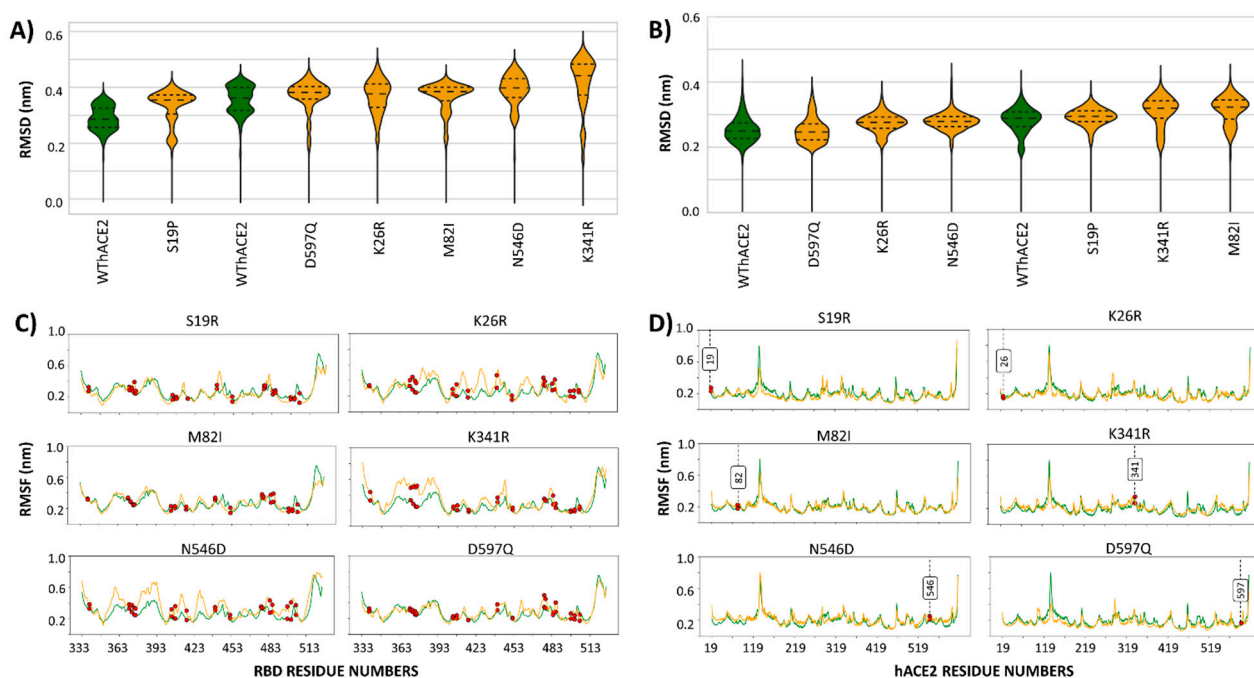 A)
0.6
0.4
0.2
0.0
RMSD (nm)
WThACE2
S19P
WThACE2
D597Q
K26R
M82I
N546D
K341R
B)
0.6
0.4
0.2
0.0
RMSD (nm)
WThACE2
D597Q
K26R
N546D
WThACE2
S19P
K341R
M82I
C)
RMSF (nm)
S19R
K26R
1.0
0.6
0.2
M82I
K341R
1.0
0.6
0.2
N546D
D597Q
1.0
0.6
0.2
333 363 393 423 453 483 513
333 363 393 423 453 483 513
RBD RESIDUE NUMBERS
D)
RMSF (nm)
S19R
K26R
1.0
0.6
0.2
19
26
M82I
K341R
1.0
0.6
0.2
82
341
N546D
D597Q
1.0
0.6
0.2
546
597
19 119 219 319 419 519
19 119 219 319 419 519
hACE2 RESIDUE NUMBERS